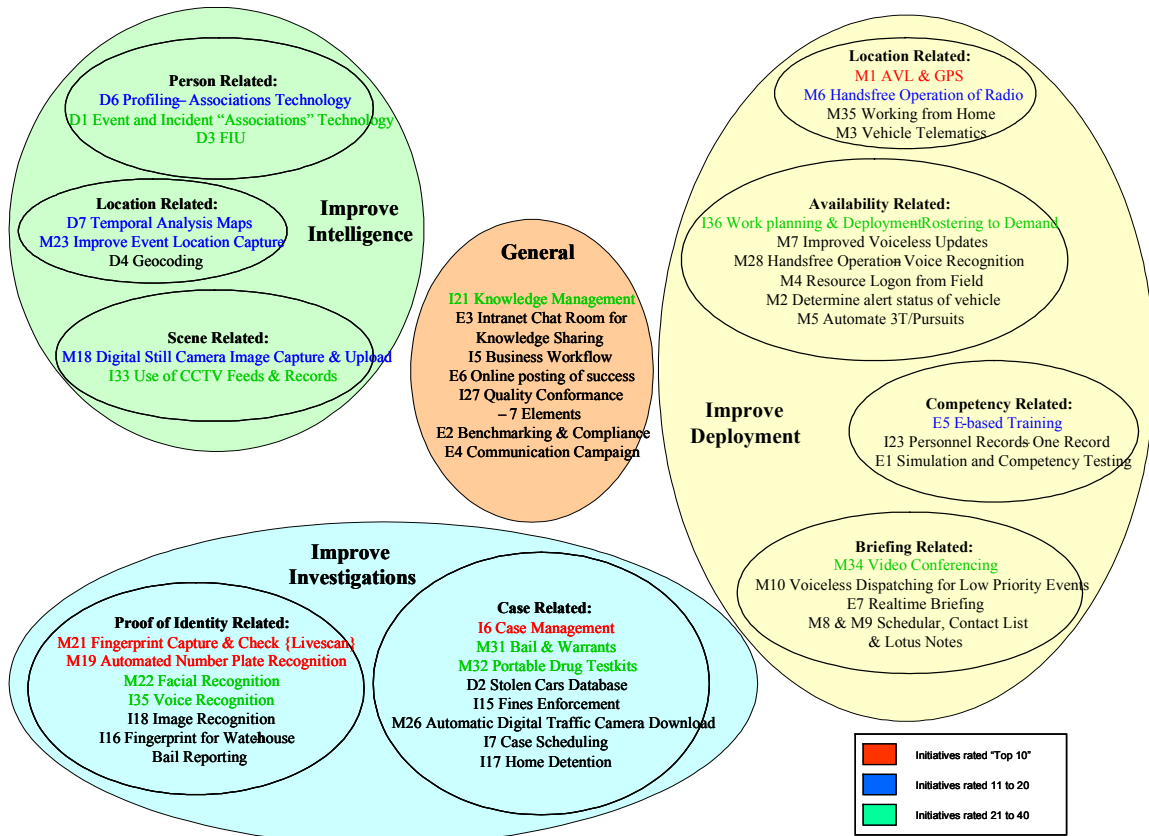 Person Related:
D6 Profiling– Associations Technology
D1 Event and Incident “Associations” Technology
D3 FIU
Location Related:
D7 Temporal Analysis Maps
M23 Improve Event Location Capture
D4 Geocoding
Improve
Intelligence
Scene Related:
M18 Digital Still Camera Image Capture & Upload
I33 Use of CCTV Feeds & Records
General
I21 Knowledge Management
E3 Intranet Chat Room for
Knowledge Sharing
I5 Business Workflow
E6 Online posting of success
I27 Quality Conformance
– 7 Elements
E2 Benchmarking & Compliance
E4 Communication Campaign
Location Related:
M1 AVL & GPS
M6 Handsfree Operation of Radio
M35 Working from Home
M3 Vehicle Telematics
Availability Related:
I36 Work planning & Deployment-Rostering to Demand
M7 Improved Voiceless Updates
M28 Handsfree Operation- Voice Recognition
M4 Resource Logon from Field
M2 Determine alert status of vehicle
M5 Automate 3T/Pursuits
Improve
Deployment
Competency Related:
E5 E-based Training
I23 Personnel Records– One Record
E1 Simulation and Competency Testing
Briefing Related:
M34 Video Conferencing
M10 Voiceless Dispatching for Low Priority Events
E7 Realtime Briefing
M8 & M9 Schedular, Contact List
& Lotus Notes
Improve
Investigations
Proof of Identity Related:
M21 Fingerprint Capture & Check {Livescan}
M19 Automated Number Plate Recognition
M22 Facial Recognition
I35 Voice Recognition
I18 Image Recognition
I16 Fingerprint for Watch-house
Bail Reporting
Case Related:
I6 Case Management
M31 Bail & Warrants
M32 Portable Drug Testkits
D2 Stolen Cars Database
I15 Fines Enforcement
M26 Automatic Digital Traffic Camera Download
I7 Case Scheduling
I17 Home Detention
Initiatives rated “Top 10”
Initiatives rated 11 to 20
Initiatives rated 21 to 40